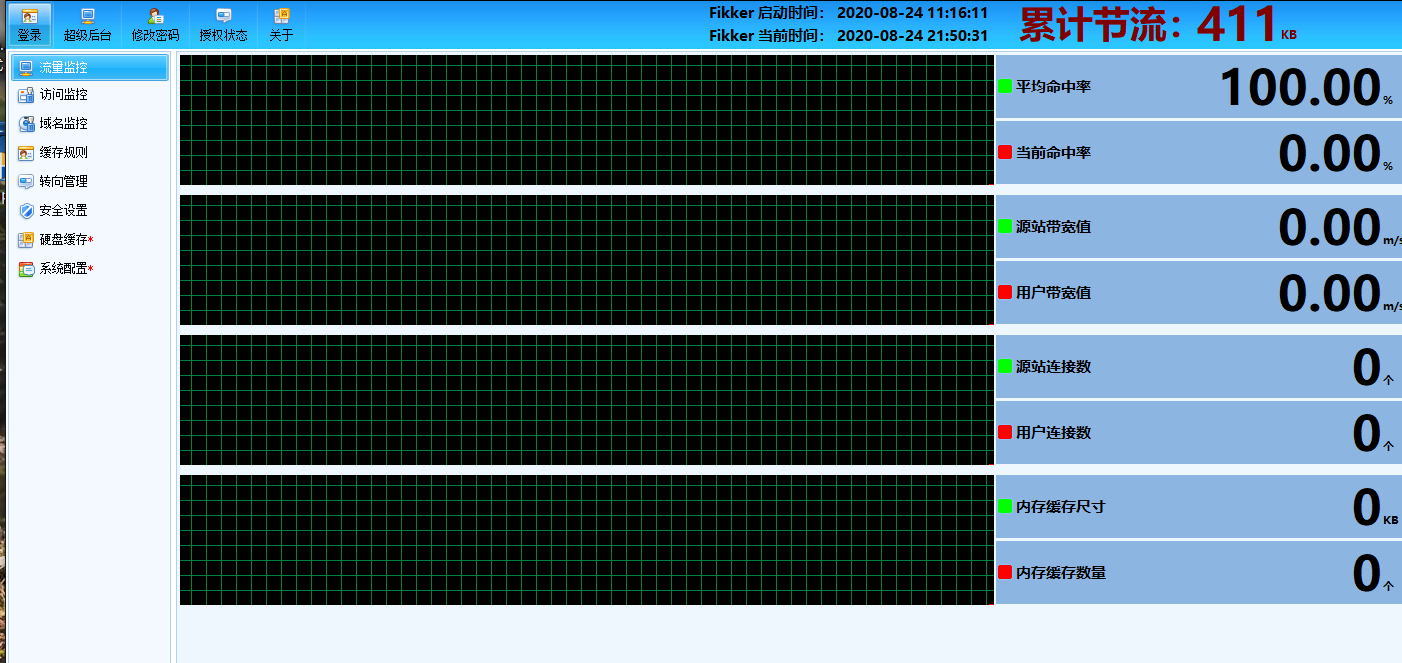 登录
超级后台
修改密码
授权状态
关于
Fikker 启动时间： 2020-08-24 11:16:11
Fikker 当前时间： 2020-08-24 21:50:31
累计节流：411KB
流量监控
访问监控
域名监控
缓存规则
转向管理
安全设置
硬盘缓存*
系统配置*
平均命中率 100.00%
当前命中率 0.00%
源站带宽值 0.00m/s
用户带宽值 0.00m/s
源站连接数 0个
用户连接数 0个
内存缓存尺寸 0KB
内存缓存数量 0个